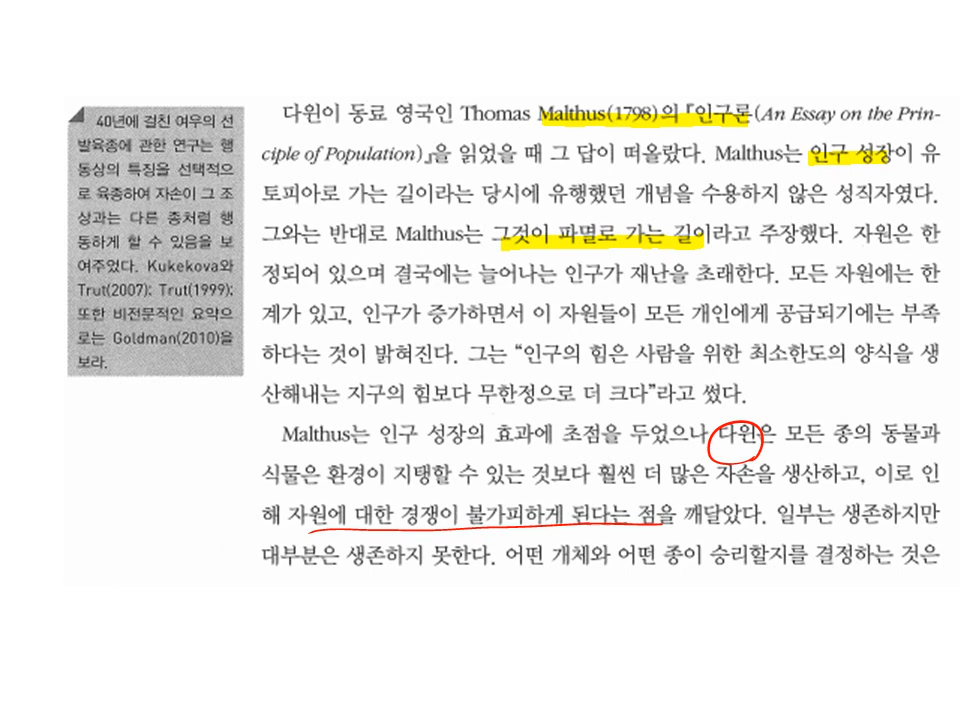 40년에 걸친 여우의 선
발육종에 관한 연구는 행
동상의 특징을 선택적으
로 육종하여 자손이 그 조
상과는 다른 종처럼 행
동하게 할 수 있음을 보
여주었다. Kukekova와
Trut(2007); Trut(1999);
또한 비전문적인 요약으
로는 Goldman(2010)을
보라.
다윈이 동료 영국인 Thomas Malthus(1798)의 『인구론(An Essay on the Prin-
ciple of Population)』을 읽었을 때 그 답이 떠올랐다. Malthus는 인구 성장이 유
토피아로 가는 길이라는 당시에 유행했던 개념을 수용하지 않은 성직자였다.
그와는 반대로 Malthus는 그것이 파멸로 가는 길이라고 주장했다. 자원은 한
정되어 있으며 결국에는 늘어나는 인구가 재난을 초래한다. 모든 자원에는 한
계가 있고, 인구가 증가하면서 이 자원들이 모든 개인에게 공급되기에는 부족
하다는 것이 밝혀진다. 그는 “인구의 힘은 사람을 위한 최소한도의 양식을 생
산해내는 지구의 힘보다 무한정으로 더 크다”라고 썼다.
Malthus는 인구 성장의 효과에 초점을 두었으나 다윈은 모든 종의 동물과
식물은 환경이 지탱할 수 있는 것보다 훨씬 더 많은 자손을 생산하고, 이로 인
해 자원에 대한 경쟁이 불가피하게 된다는 점을 깨달았다. 일부는 생존하지만
대부분은 생존하지 못한다. 어떤 개체와 어떤 종이 승리할지를 결정하는 것은